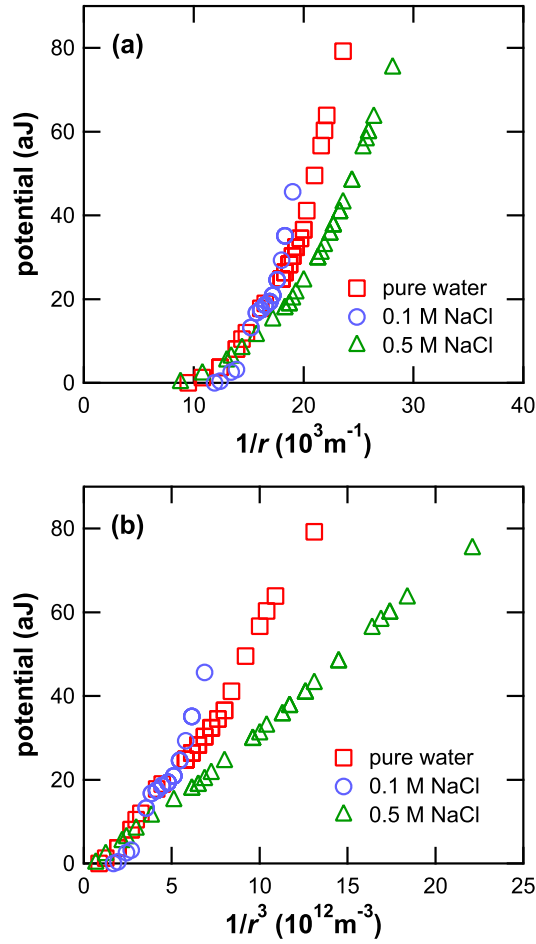 (a)
80
60
40
20
0
potential (aJ)
pure water
0.1 M NaCl
0.5 M NaCl
0 10 20 30 40
1/r (10³m⁻¹)
(b)
80
60
40
20
0
potential (aJ)
pure water
0.1 M NaCl
0.5 M NaCl
0 5 10 15 20 25
1/r³ (10¹²m⁻³)